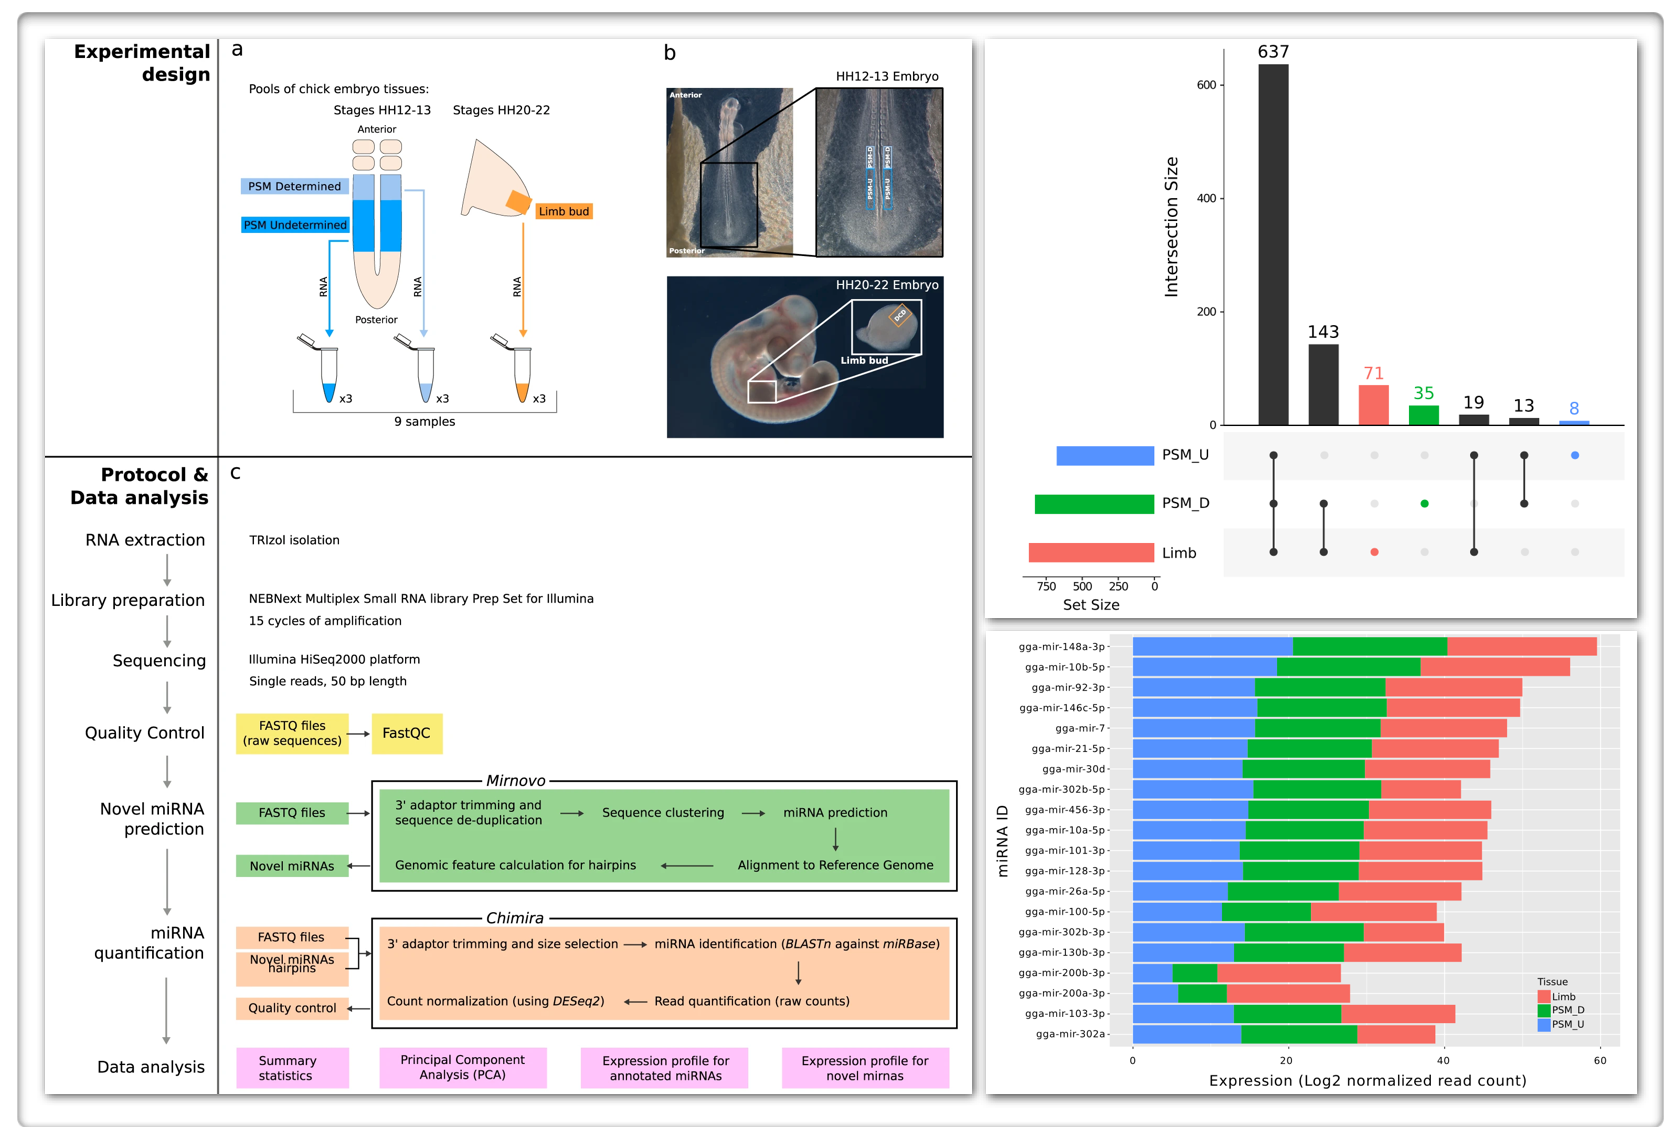 Experimental
design
a
Pools of chick embryo tissues:
Stages HH12-13
Stages HH20-22
Anterior
PSM Determined
PSM Undetermined
Limb bud
RNA
RNA
RNA
Posterior
x3
x3
x3
9 samples
b
HH12-13 Embryo
Anterior
Posterior
PSM-D
PSM-D
PSM-U
PSM-U
HH20-22 Embryo
DCD
Limb bud
Protocol &
Data analysis
c
RNA extraction
TRIzol isolation
Library preparation
NEBNext Multiplex Small RNA library Prep Set for Illumina
15 cycles of amplification
Sequencing
Illumina HiSeq2000 platform
Single reads, 50 bp length
Quality Control
FASTQ files
(raw sequences)
FastQC
Novel miRNA
prediction
Mirnovo
FASTQ files
3' adaptor trimming and
sequence de-duplication
Sequence clustering
miRNA prediction
Novel miRNAs
Genomic feature calculation for hairpins
Alignment to Reference Genome
miRNA
quantification
Chimira
FASTQ files
Novel miRNAs
hairpins
3' adaptor trimming and size selection
miRNA identification (BLASTn against miRBase)
Quality control
Count normalization (using DESeq2)
Read quantification (raw counts)
Data analysis
Summary
statistics
Principal Component
Analysis (PCA)
Expression profile for
annotated miRNAs
Expression profile for
novel mirnas
Intersection Size
600
400
200
0
637
143
71
35
19
13
8
PSM_U
PSM_D
Limb
750 500 250 0
Set Size
miRNA ID
gga-mir-148a-3p
gga-mir-10b-5p
gga-mir-92-3p
gga-mir-146c-5p
gga-mir-7
gga-mir-21-5p
gga-mir-30d
gga-mir-302b-5p
gga-mir-456-3p
gga-mir-10a-5p
gga-mir-101-3p
gga-mir-128-3p
gga-mir-26a-5p
gga-mir-100-5p
gga-mir-302b-3p
gga-mir-130b-3p
gga-mir-200b-3p
gga-mir-200a-3p
gga-mir-103-3p
gga-mir-302a
Tissue
Limb
PSM_D
PSM_U
0 20 40 60
Expression (Log2 normalized read count)